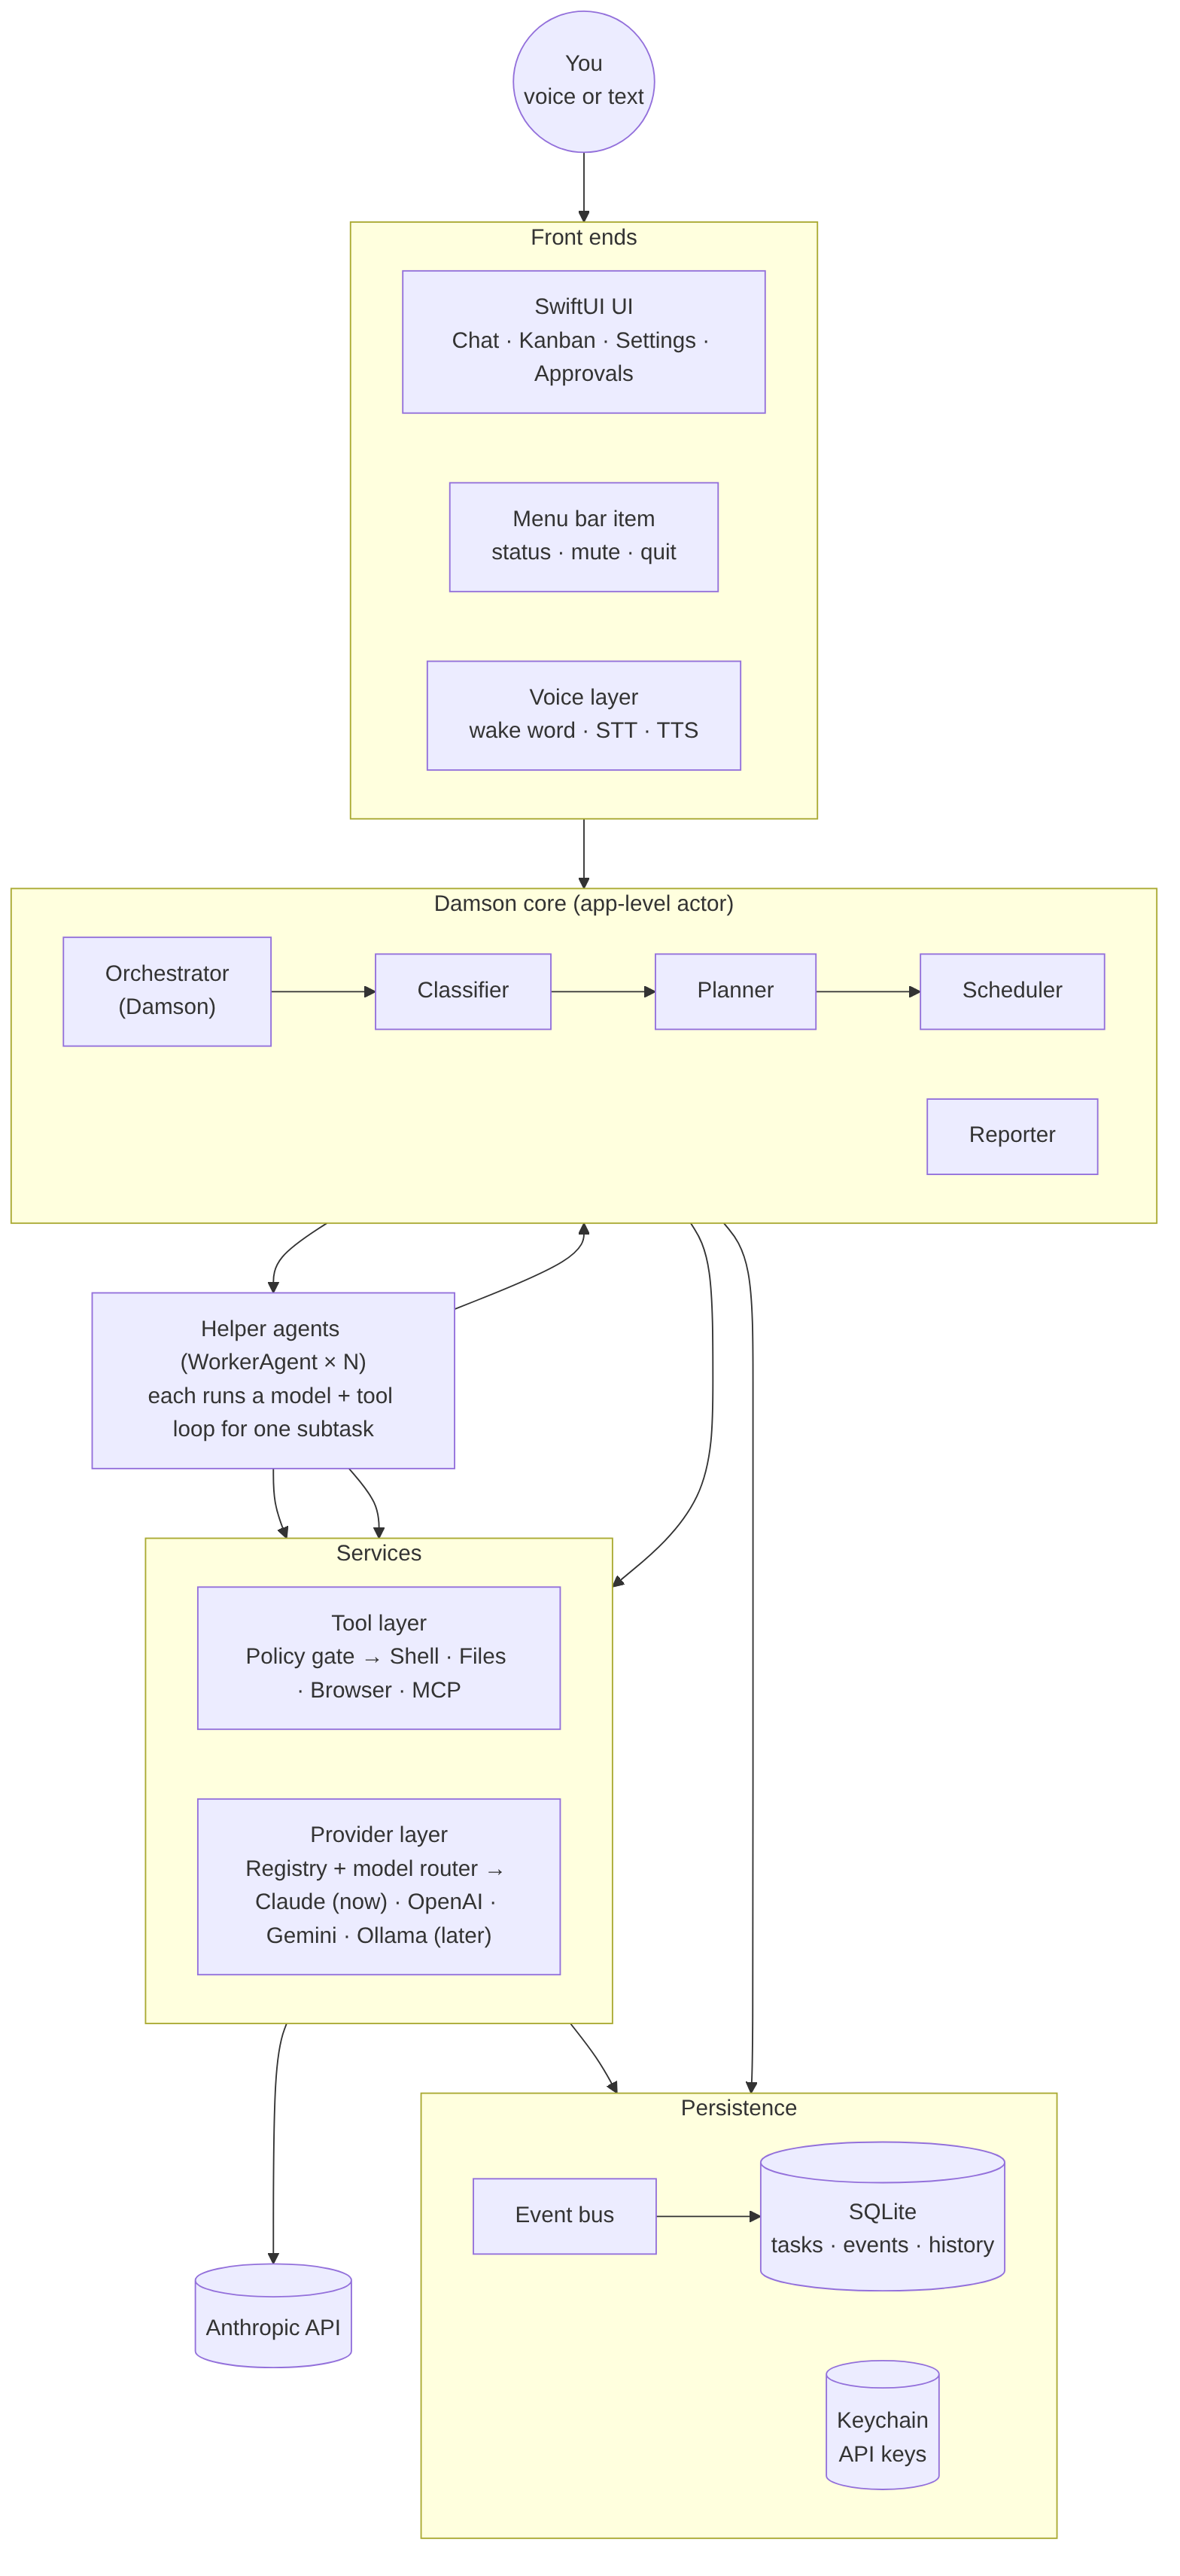 You
voice or text
Front ends
SwiftUI UI
Chat · Kanban · Settings ·
Approvals
Menu bar item
status · mute · quit
Voice layer
wake word · STT · TTS
Damson core (app-level actor)
Orchestrator
(Damson)
Classifier
Planner
Scheduler
Reporter
Helper agents
(WorkerAgent × N)
each runs a model + tool
loop for one subtask
Services
Tool layer
Policy gate → Shell · Files
· Browser · MCP
Provider layer
Registry + model router →
Claude (now) · OpenAI ·
Gemini · Ollama (later)
Persistence
Event bus
SQLite
tasks · events · history
Anthropic API
Keychain
API keys